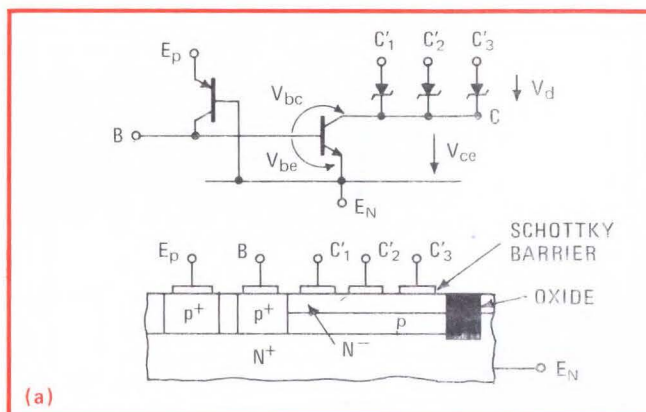 C'1 C'2 C'3
Ep
Vbc
Vd
B
C
Vbe
Vce
EN
SCHOTTKY
BARRIER
Ep B C'1 C'2 C'3
OXIDE
p+ p+ p
N+ N−
EN
(a)